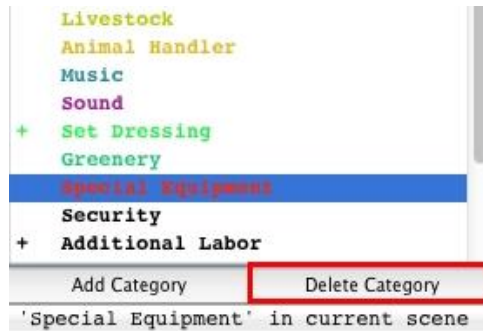 Livestock
Animal Handler
Music
Sound
+ Set Dressing
Greenery
Special Equipment
Security
+ Additional Labor
Add Category Delete Category
'Special Equipment' in current scene